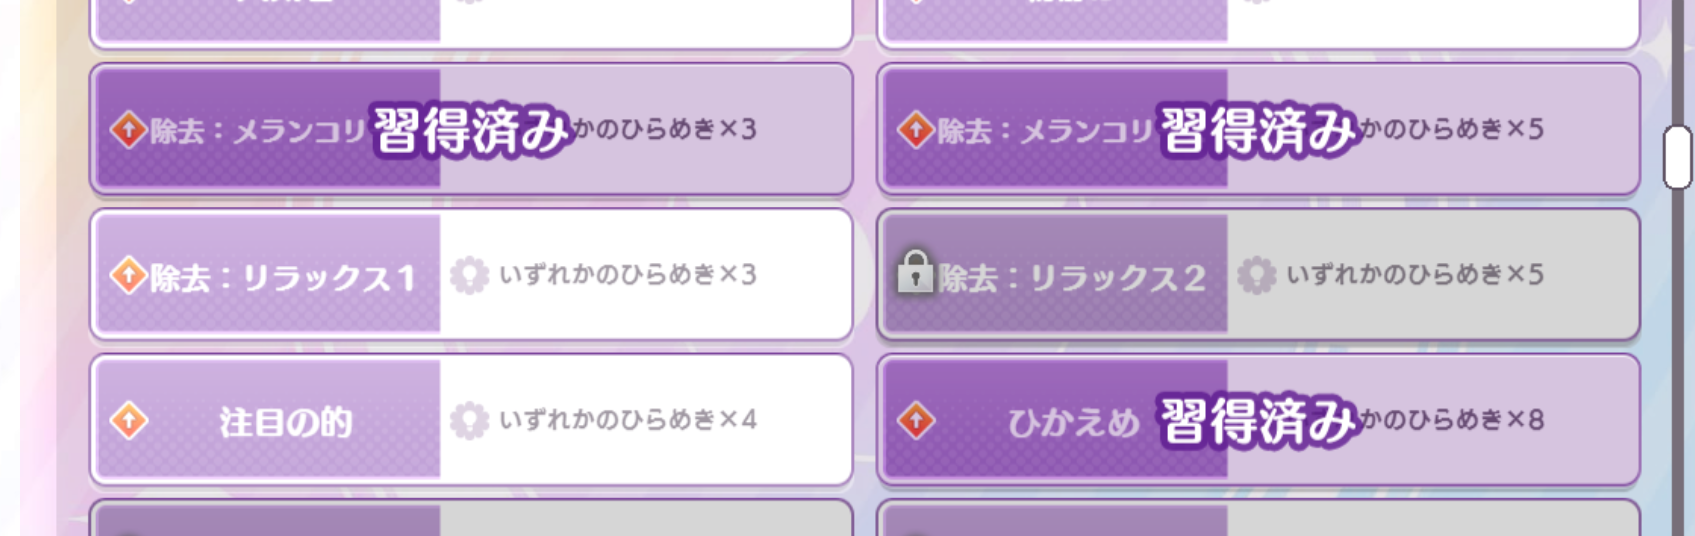 除去：メランコリ 習得済み かのひらめき×3
除去：メランコリ 習得済み かのひらめき×5
除去：リラックス１ いずれかのひらめき×3
除去：リラックス２ いずれかのひらめき×5
注目の的 いずれかのひらめき×4
ひかえめ 習得済み かのひらめき×8